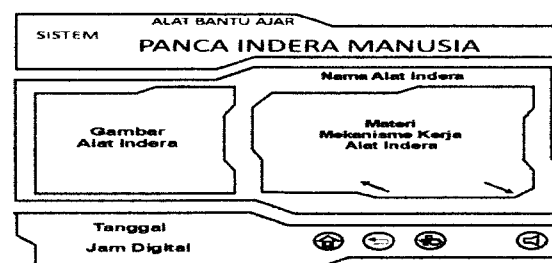 ALAT BANTU AJAR
SISTEM
PANCA INDERA MANUSIA
Nama Alat Indera
Gambar
Alat Indera
Materi
Mekanisme Kerja
Alat Indera
Tanggal
Jam Digital